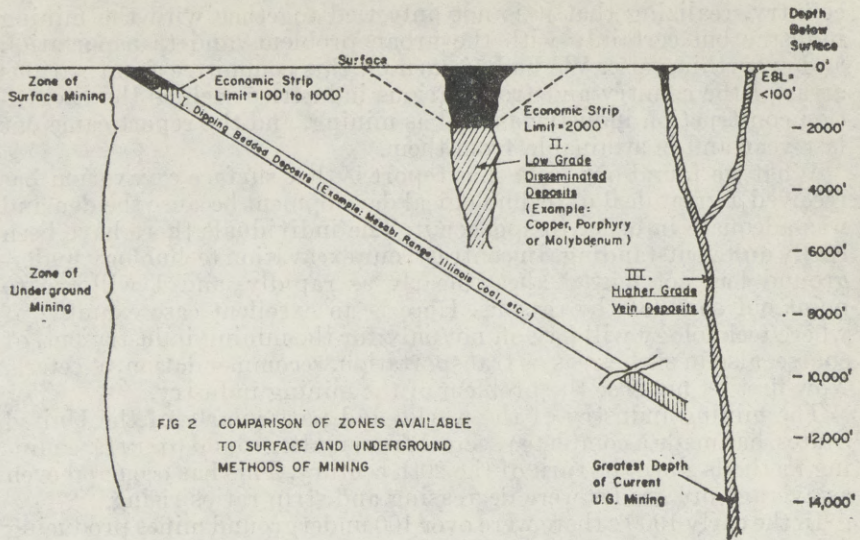 Depth
Below
Surface
Surface
0'
Zone of
Surface Mining
Economic Strip
Limit = 100' to 1000'
EBL =
<100'
I. Dipping Bedded Deposits (Example: Mesabi Range, Illinois Coal, etc.)
Economic Strip
Limit = 2000'
II
Low Grade
Disseminated
Deposits
(Example:
Copper, Porphyry
or Molybdenum)
2000'
4000'
6000'
Zone of
Underground
Mining
III.
Higher Grade
Vein Deposits
8000'
10,000'
12,000'
Greatest Depth
of Current
U.G. Mining
14,000'
FIG 2 COMPARISON OF ZONES AVAILABLE
TO SURFACE AND UNDERGROUND
METHODS OF MINING